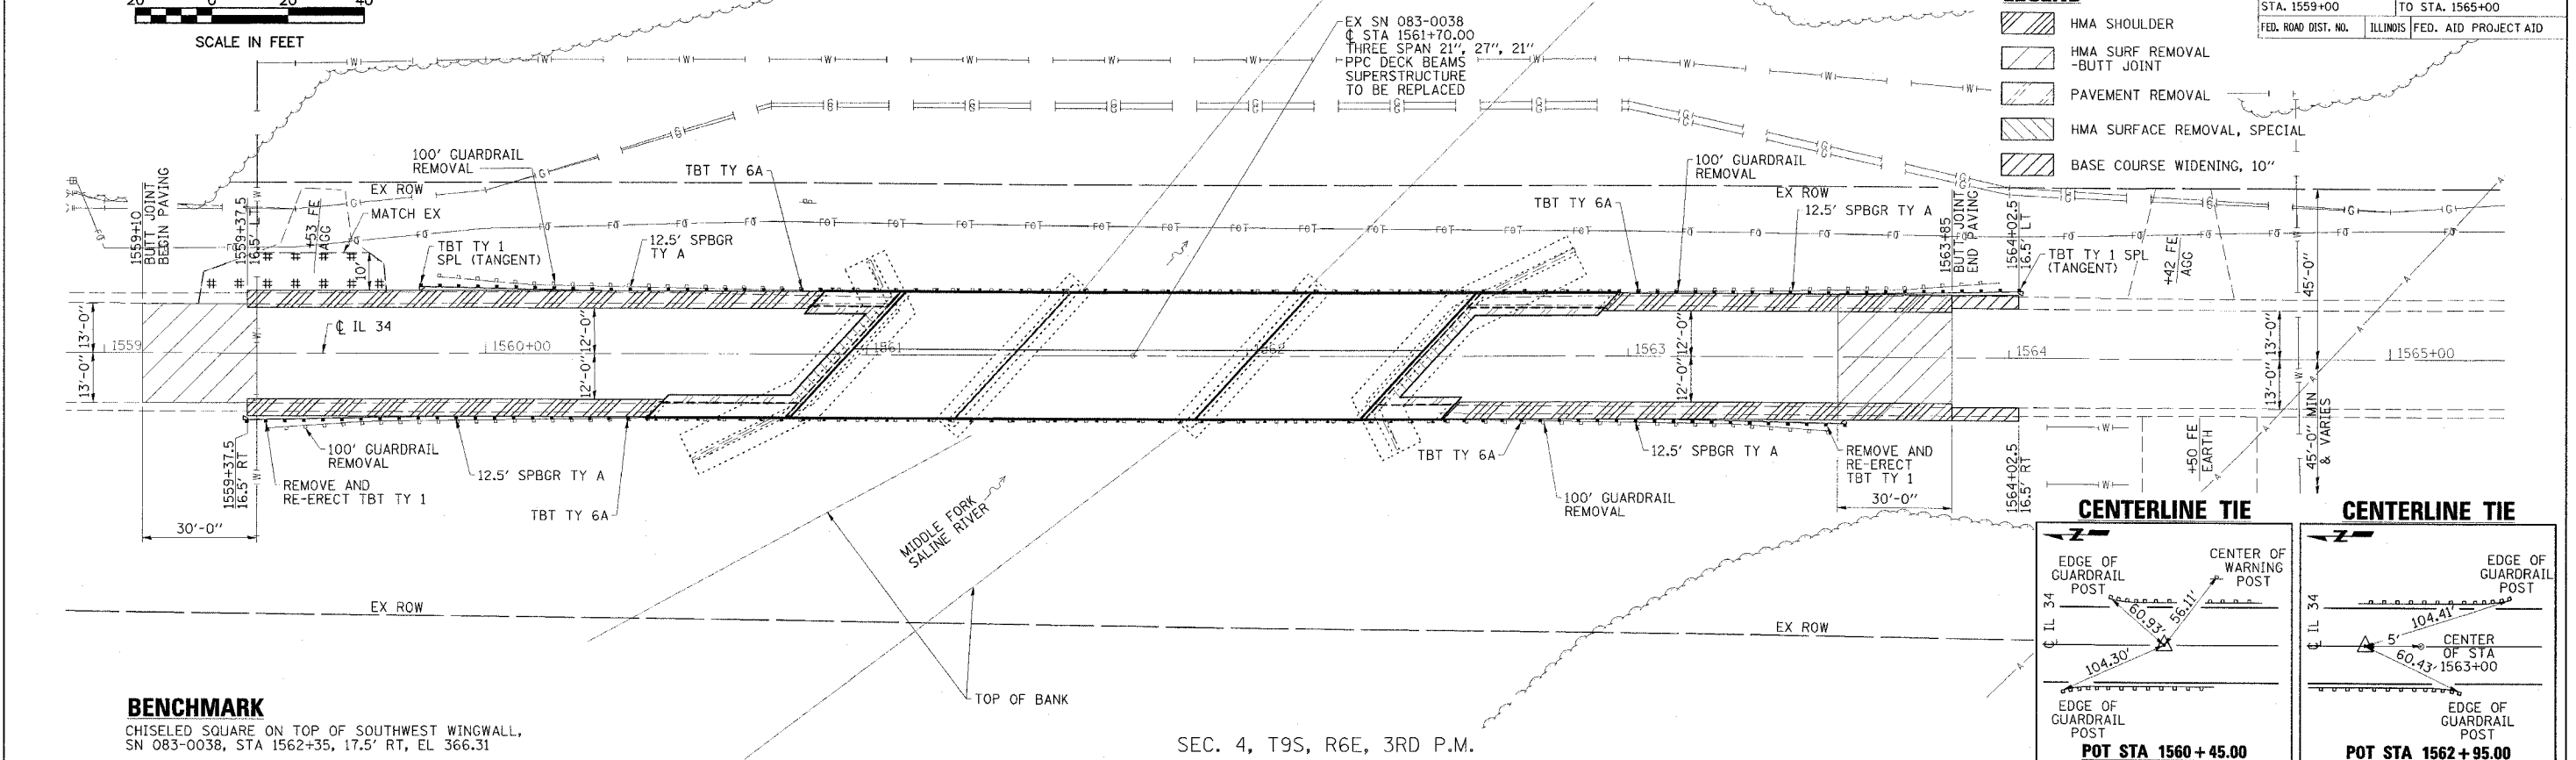 20 0 20 40
SCALE IN FEET
EX SN 083-0038
℄ STA 1561+70.00
THREE SPAN 21", 27", 21"
PPC DECK BEAMS
SUPERSTRUCTURE
TO BE REPLACED
HMA SHOULDER
HMA SURF REMOVAL
-BUTT JOINT
PAVEMENT REMOVAL
HMA SURFACE REMOVAL, SPECIAL
BASE COURSE WIDENING, 10"
STA. 1559+00 TO STA. 1565+00
FED. ROAD DIST. NO. ILLINOIS FED. AID PROJECT AID
1559+10
BUTT JOINT
BEGIN PAVING
1559+37.5
16.5' LT
+53 FE
AGG
EX ROW
MATCH EX
10'
100' GUARDRAIL
REMOVAL
TBT TY 1
SPL (TANGENT)
12.5' SPBGR
TY A
TBT TY 6A
TBT TY 6A
100' GUARDRAIL
REMOVAL
EX ROW
12.5' SPBGR TY A
1563+85
BUTT JOINT
END PAVING
1564+02.5
16.5' LT
TBT TY 1 SPL
(TANGENT)
+42 FE
AGG
45'-0"
13'-0" 13'-0"
1559
℄ IL 34
1560+00
12'-0" 12'-0"
1561
1562
1563
12'-0" 12'-0"
1564
13'-0" 13'-0"
1565+00
1559+37.5
16.5' RT
30'-0"
100' GUARDRAIL
REMOVAL
REMOVE AND
RE-ERECT TBT TY 1
12.5' SPBGR TY A
TBT TY 6A
MIDDLE FORK
SALINE RIVER
TBT TY 6A
12.5' SPBGR TY A
100' GUARDRAIL
REMOVAL
REMOVE AND
RE-ERECT
TBT TY 1
30'-0"
1564+02.5
16.5' RT
+50 FE
EARTH
45'-0" MIN
& VARIES
EX ROW
EX ROW
TOP OF BANK
BENCHMARK
CHISELED SQUARE ON TOP OF SOUTHWEST WINGWALL,
SN 083-0038, STA 1562+35, 17.5' RT, EL 366.31
SEC. 4, T9S, R6E, 3RD P.M.
CENTERLINE TIE
Z
EDGE OF
GUARDRAIL
POST
CENTER OF
WARNING
POST
℄ IL 34
60.93'
56.11'
104.30'
EDGE OF
GUARDRAIL
POST
POT STA 1560+45.00
CENTERLINE TIE
Z
EDGE OF
GUARDRAIL
POST
℄ IL 34
104.41'
5'
CENTER
OF STA
1563+00
60.43'
EDGE OF
GUARDRAIL
POST
POT STA 1562+95.00